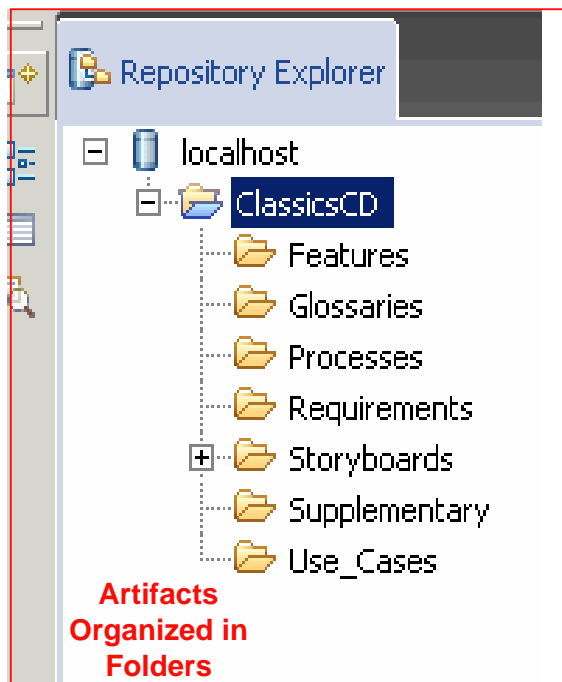 Repository Explorer
localhost
ClassicsCD
Features
Glossaries
Processes
Requirements
Storyboards
Supplementary
Use_Cases
Artifacts
Organized in
Folders